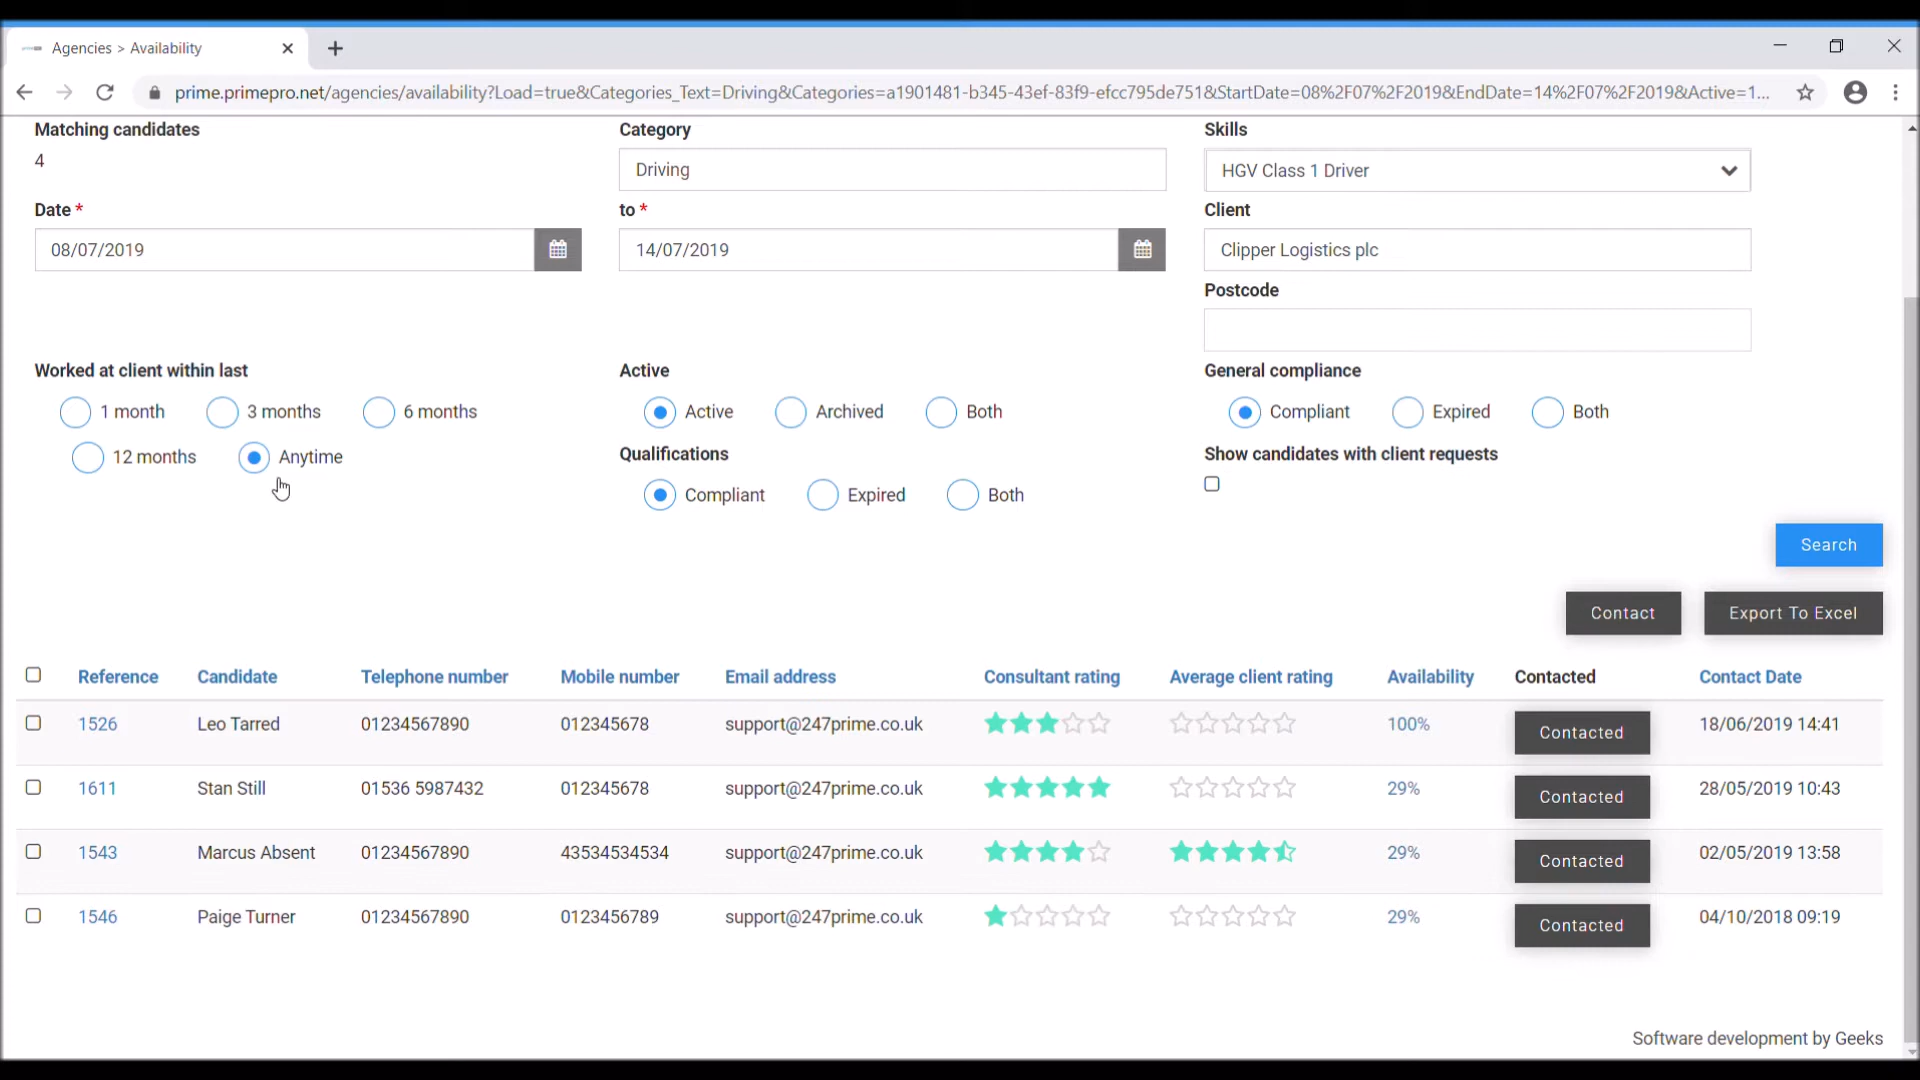 Agencies > Availability
prime.primepro.net/agencies/availability?Load=true&Categories_Text=Driving&Categories=a1901481-b345-43ef-83f9-efcc795de751&StartDate=08%2F07%2F2019&EndDate=14%2F07%2F2019&Active=1...
Matching candidates Category Skills
4 Driving HGV Class 1 Driver
Date * to * Client
08/07/2019 14/07/2019 Clipper Logistics plc
Postcode
Worked at client within last Active General compliance
1 month 3 months 6 months Active Archived Both Compliant Expired Both
12 months Anytime Qualifications Show candidates with client requests
Compliant Expired Both
Search
Contact Export To Excel
Reference Candidate Telephone number Mobile number Email address Consultant rating Average client rating Availability Contacted Contact Date
1526 Leo Tarred 01234567890 012345678 support@247prime.co.uk 100% Contacted 18/06/2019 14:41
1611 Stan Still 01536 5987432 012345678 support@247prime.co.uk 29% Contacted 28/05/2019 10:43
1543 Marcus Absent 01234567890 43534534534 support@247prime.co.uk 29% Contacted 02/05/2019 13:58
1546 Paige Turner 01234567890 0123456789 support@247prime.co.uk 29% Contacted 04/10/2018 09:19
Software development by Geeks